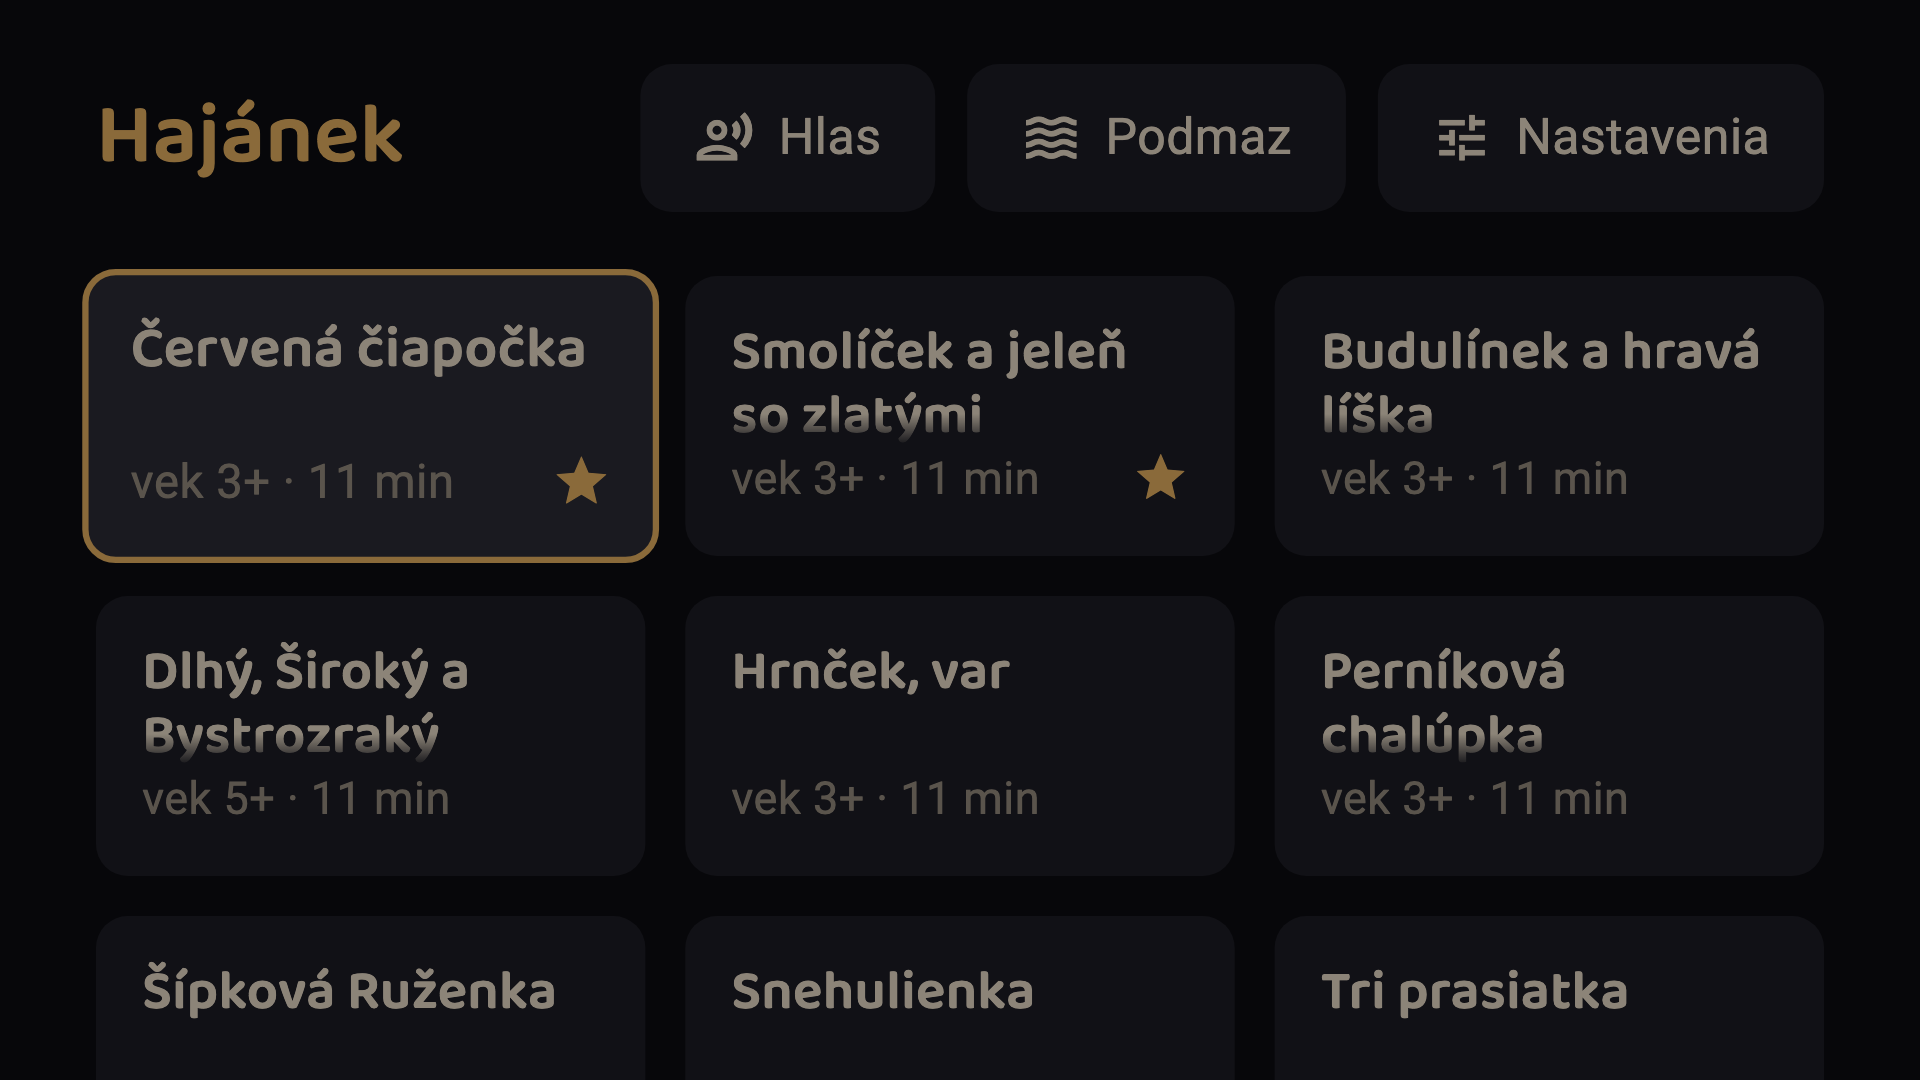 Hajánek
Hlas
Podmaz
Nastavenia
Červená čiapočka
vek 3+ · 11 min
Smolíček a jeleň
so zlatými
vek 3+ · 11 min
Budulínek a hravá
líška
vek 3+ · 11 min
Dlhý, Široký a
Bystrozraký
vek 5+ · 11 min
Hrnček, var
vek 3+ · 11 min
Perníková
chalúpka
vek 3+ · 11 min
Šípková Ruženka
Snehulienka
Tri prasiatka